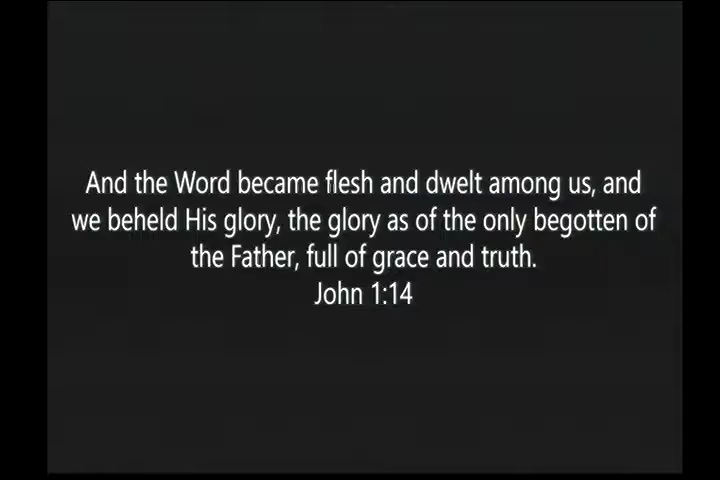 And the Word became flesh and dwelt among us, and
we beheld His glory, the glory as of the only begotten of
the Father, full of grace and truth.
John 1:14